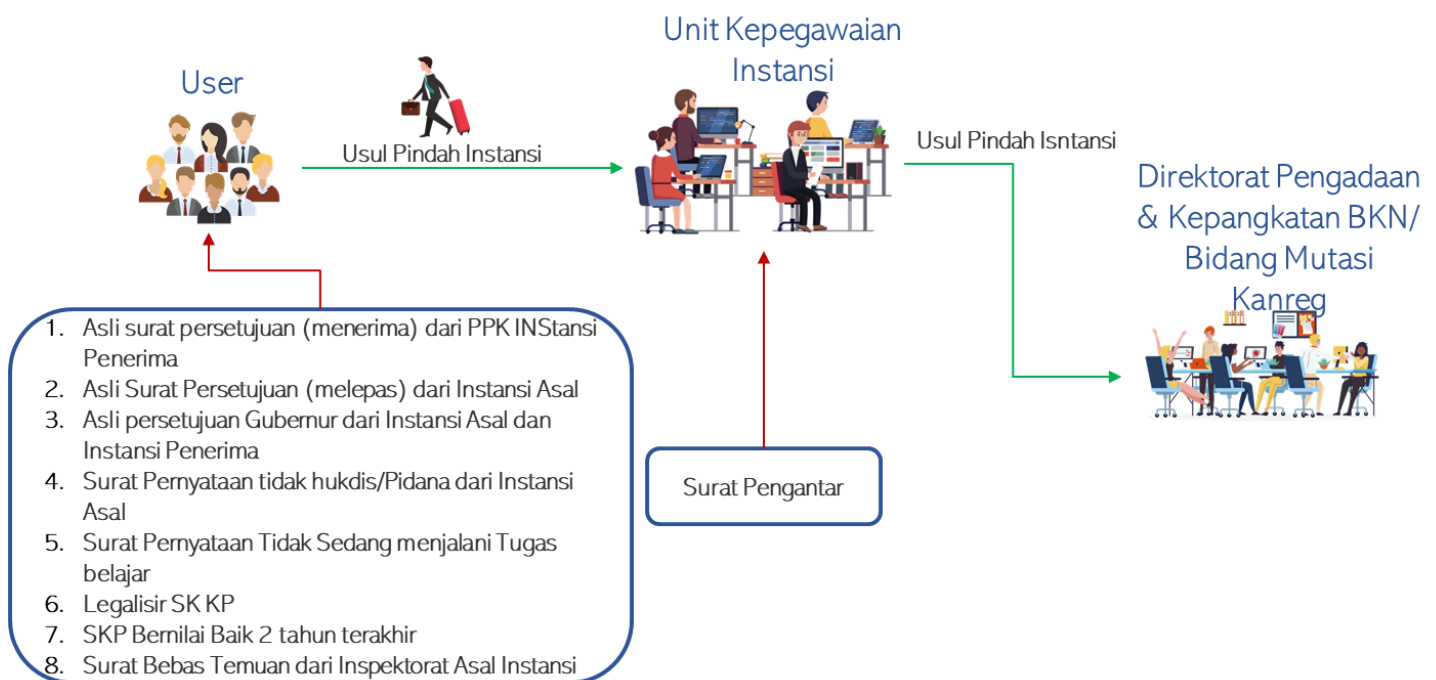 Unit Kepegawaian
Instansi
User
Usul Pindah Instansi
Usul Pindah Isntansi
Direktorat Pengadaan
& Kepangkatan BKN/
Bidang Mutasi
Kanreg
1. Asli surat persetujuan (menerima) dari PPK INStansi
Penerima
2. Asli Surat Persetujuan (melepas) dari Instansi Asal
3. Asli persetujuan Gubernur dari Instansi Asal dan
Instansi Penerima
4. Surat Pernyataan tidak hukdis/Pidana dari Instansi
Asal
5. Surat Pernyataan Tidak Sedang menjalani Tugas
belajar
6. Legalisir SK KP
7. SKP Bernilai Baik 2 tahun terakhir
8. Surat Bebas Temuan dari Inspektorat Asal Instansi
Surat Pengantar